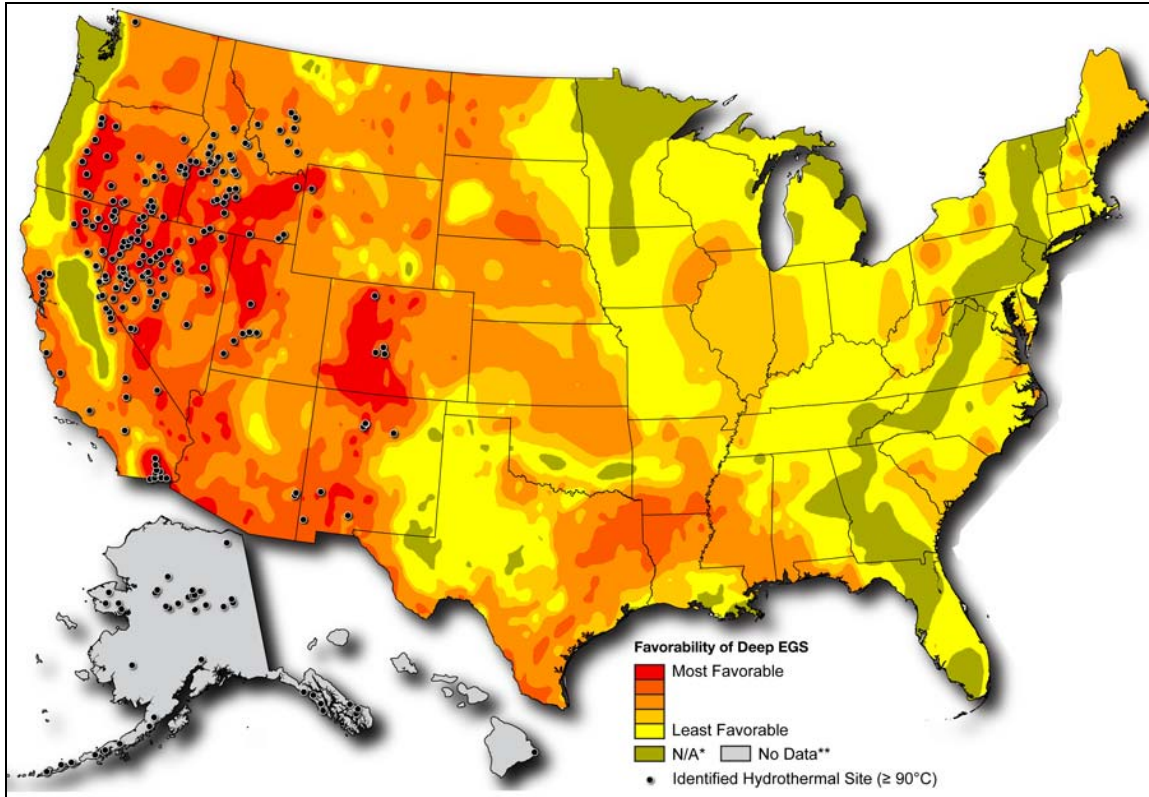 Favorability of Deep EGS
Most Favorable
Least Favorable
N/A* No Data**
Identified Hydrothermal Site (≥ 90°C)